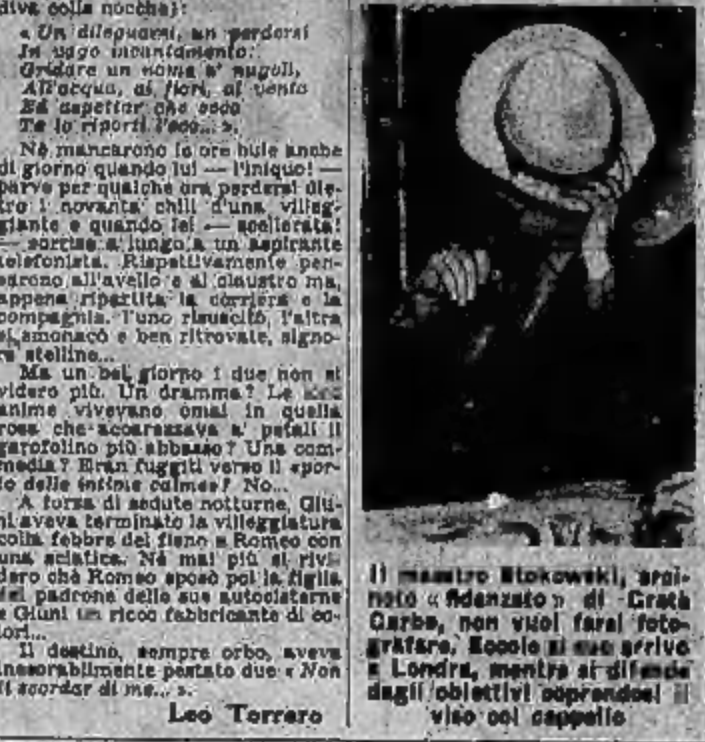 diva colla nocche):
« Un dileguarsi, un perdersi
In vago incantamento:
Gridare un nome a' nugoli,
All'acqua, ai fiori, al vento
Ed aspettar che eco
Te lo riporti l'eco... ».
Nè mancarono le ore buie anche
di giorno quando lui — l'iniquo! —
parve per qualche ora perdersi die-
tro i novanta chili d'una villeg-
giante e quando lei — scellerata!
— sorrise a lungo a un aspirante
telefonista. Rispettivamente pen-
sarono all'avello e al claustro ma,
appena ripartita la corriera e la
compagnia, l'uno risuscitò, l'altra
si smonacò e ben ritrovate, signo-
re stelline...
Ma un bel giorno i due non si
videro più. Un dramma? Le loro
anime vivevano omai in quella
rosa che accarezzava a' petali il
garofolino più abbasso? Una com-
media? Eran fuggiti verso il «por-
to delle intime calme»? No...
A forza di sedute notturne, Giu-
ni aveva terminato la villeggiatura
colla febbre del fieno e Romeo con
una sciatica. Nè mai più si rivi-
dero chè Romeo sposò poi la figlia
del padrone delle sue autocisterne
e Giuni un ricco fabbricante di co-
lori...
Il destino, sempre orbo, aveva
inesorabilmente pestato due « Non
ti scordar di me... ».
Leo Torrero
Il maestro Stokowski, arci-
noto « fidanzato » di Greta
Garbo, non vuol farsi foto-
grafare. Eccolo al suo arrivo
a Londra, mentre si difende
dagli obiettivi coprendosi il
viso col cappello